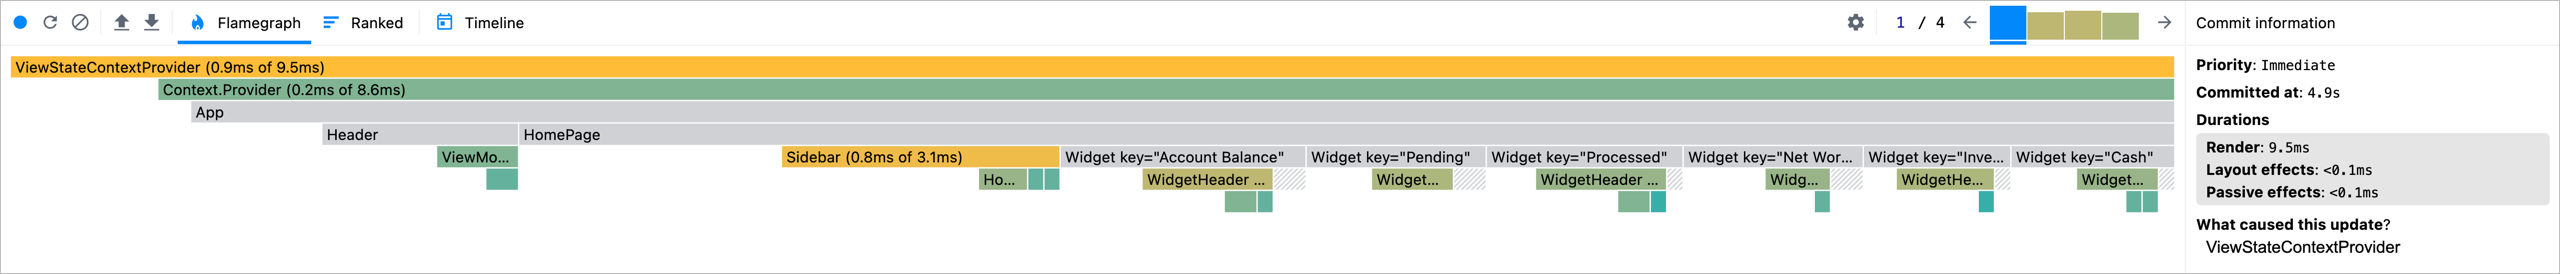 Flamegraph Ranked Timeline 1 / 4 Commit information
ViewStateContextProvider (0.9ms of 9.5ms)
Context.Provider (0.2ms of 8.6ms)
App
Header HomePage
ViewMo... Sidebar (0.8ms of 3.1ms) Widget key="Account Balance" Widget key="Pending" Widget key="Processed" Widget key="Net Wor... Widget key="Inve... Widget key="Cash"
Ho... WidgetHeader ... Widget... WidgetHeader ... Widg... WidgetHe... Widget...
Priority: Immediate
Committed at: 4.9s
Durations
Render: 9.5ms
Layout effects: <0.1ms
Passive effects: <0.1ms
What caused this update?
ViewStateContextProvider